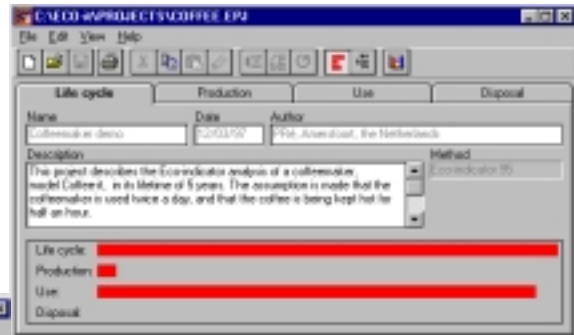 C:\ECO-it\PROJECTS\COFFEE.EPJ
File Edit View Help
Life cycle Production Use Disposal
Name Date Author
Coffeemaker demo 12/03/97 PRé, Amersfoort, the Netherlands
Description Method
This project describes the Eco-indicator analysis of a coffeemaker, Eco-indicator 95
model in its lifetime of 5 years. The assumption is made that the
coffeemaker is used twice a day, and that the coffee is being kept hot for
half an hour.
Life cycle:
Production:
Use:
Disposal: